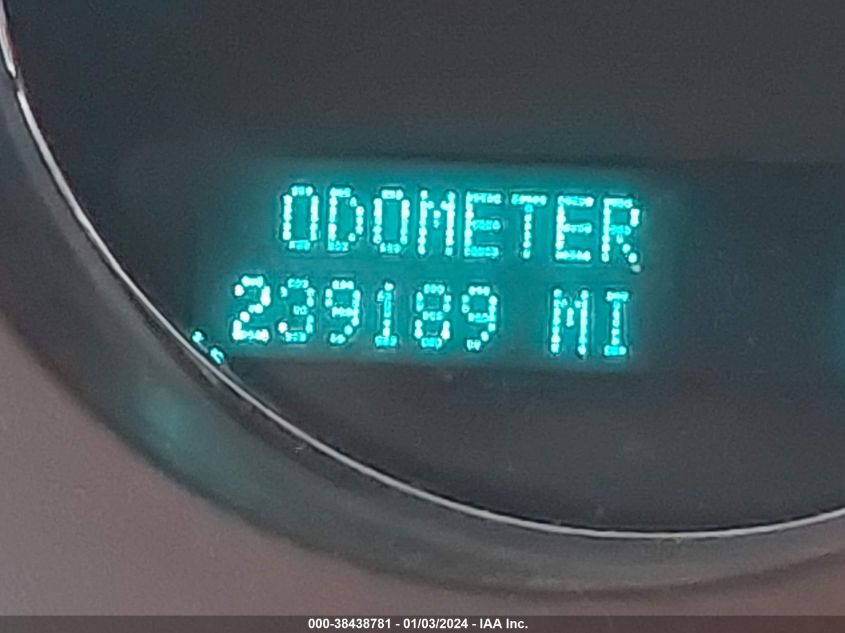 ODOMETER
239189 MI
000-38438781 - 01/03/2024 - IAA Inc.